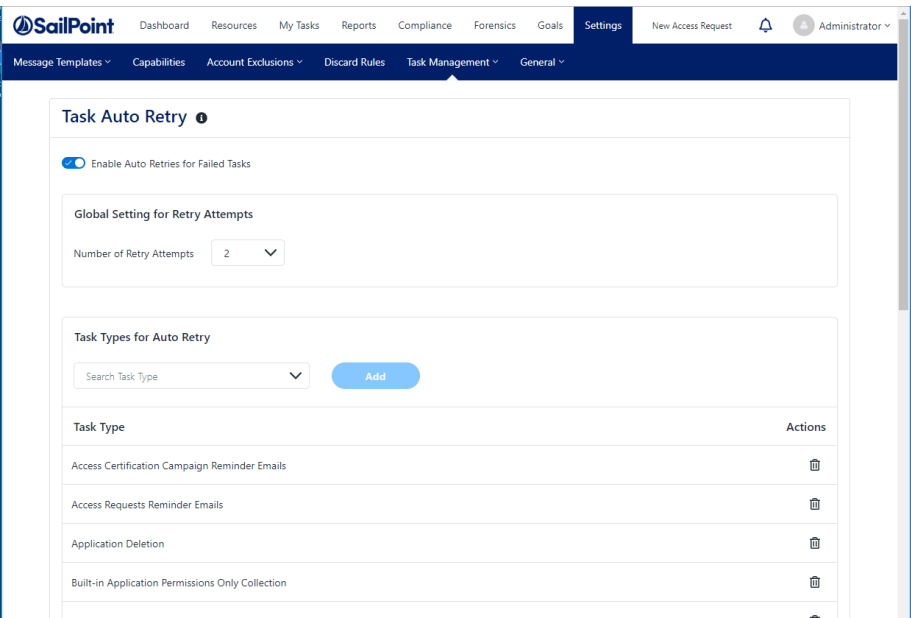 SailPoint Dashboard Resources My Tasks Reports Compliance Forensics Goals Settings New Access Request Administrator
Message Templates Capabilities Account Exclusions Discard Rules Task Management General
Task Auto Retry
Enable Auto Retries for Failed Tasks
Global Setting for Retry Attempts
Number of Retry Attempts 2
Task Types for Auto Retry
Search Task Type Add
Task Type Actions
Access Certification Campaign Reminder Emails
Access Requests Reminder Emails
Application Deletion
Built-in Application Permissions Only Collection